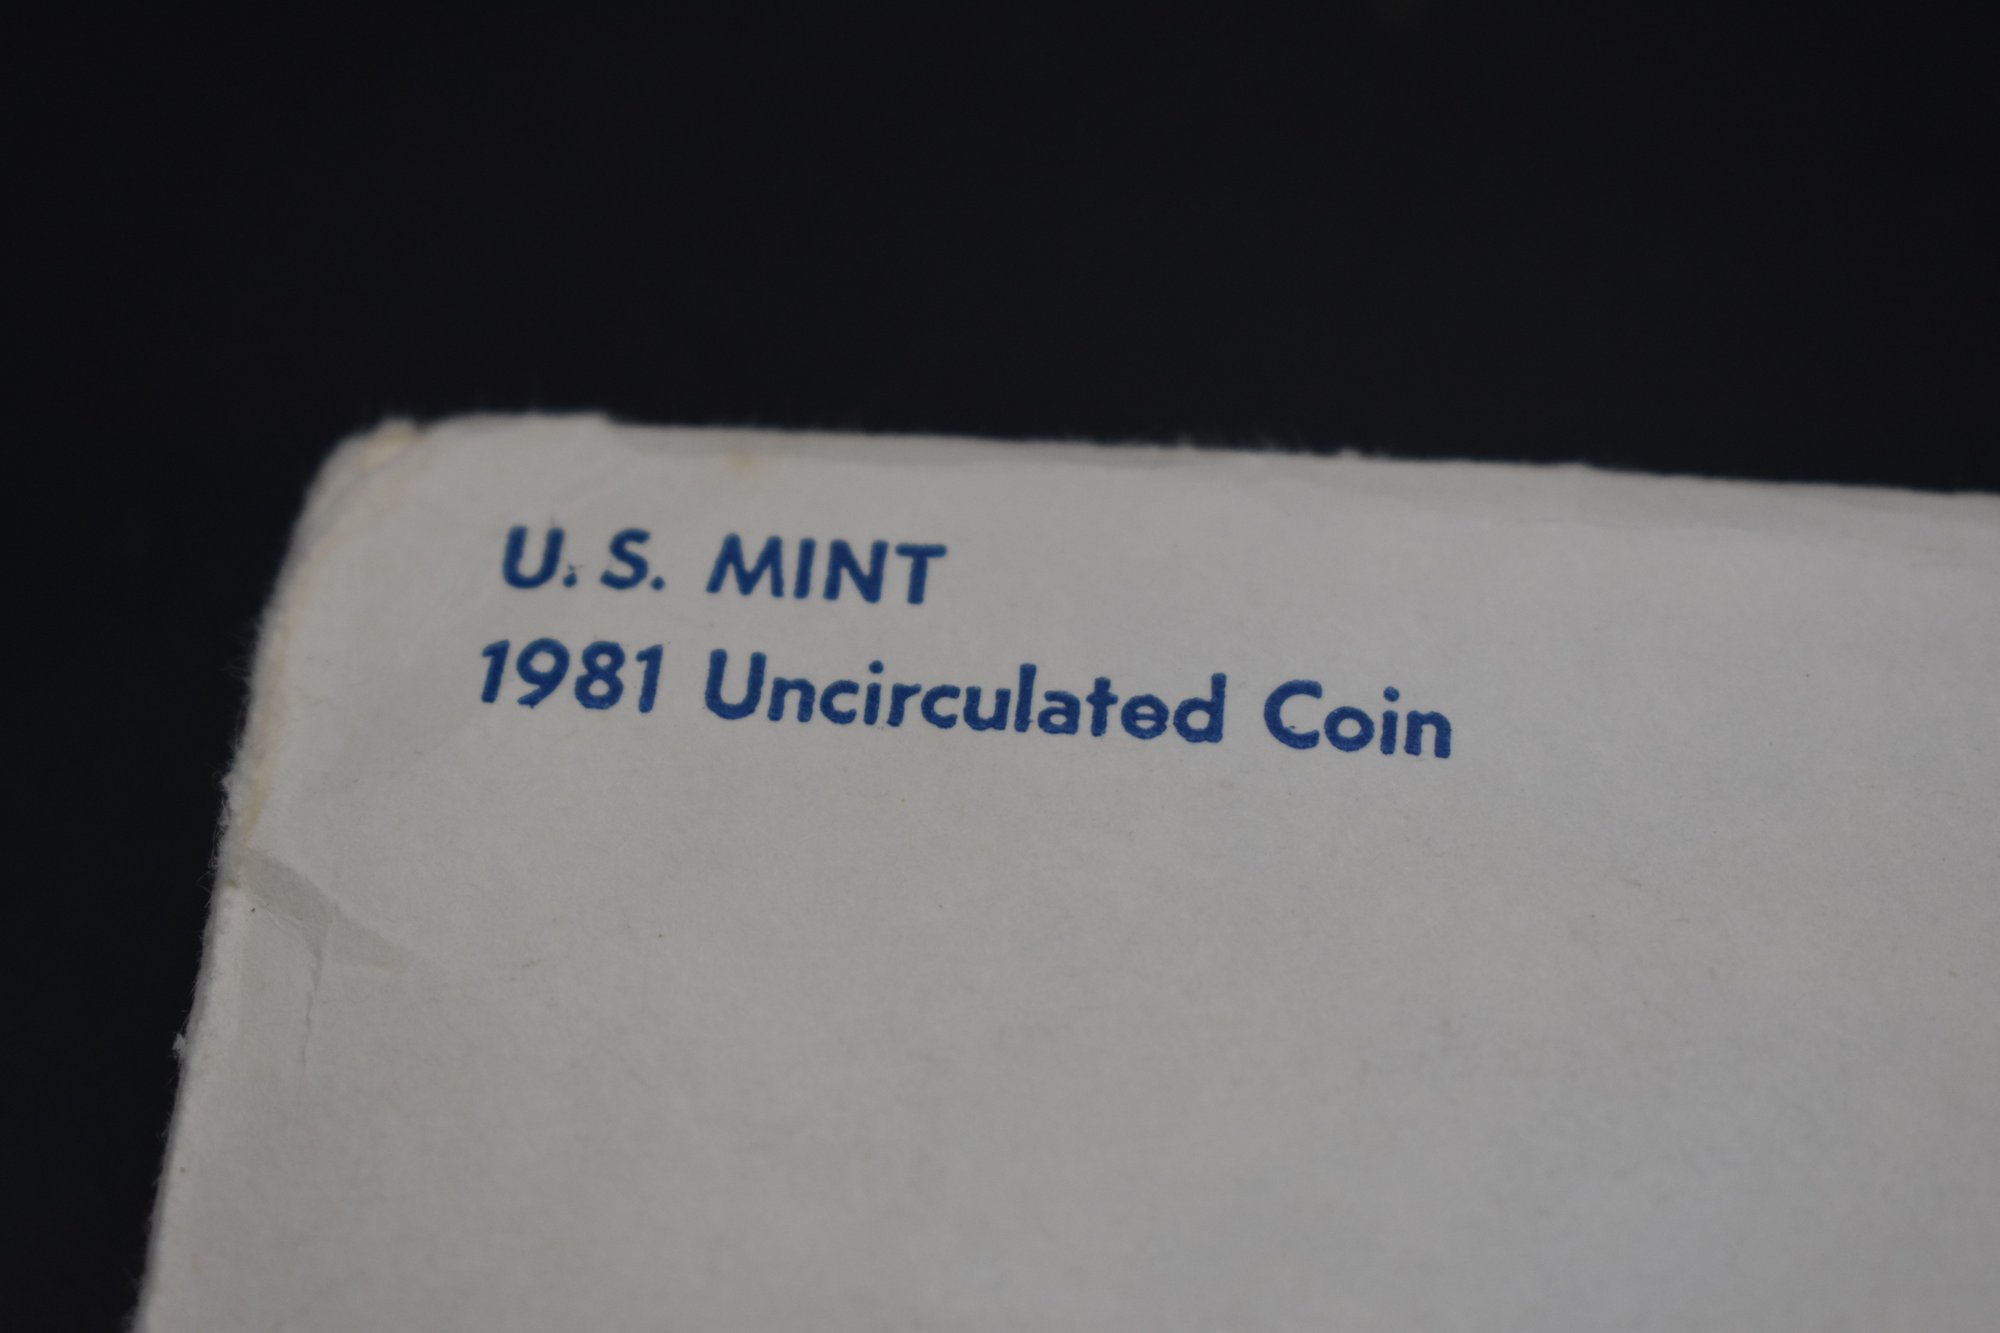 U. S. MINT
1981 Uncirculated Coin